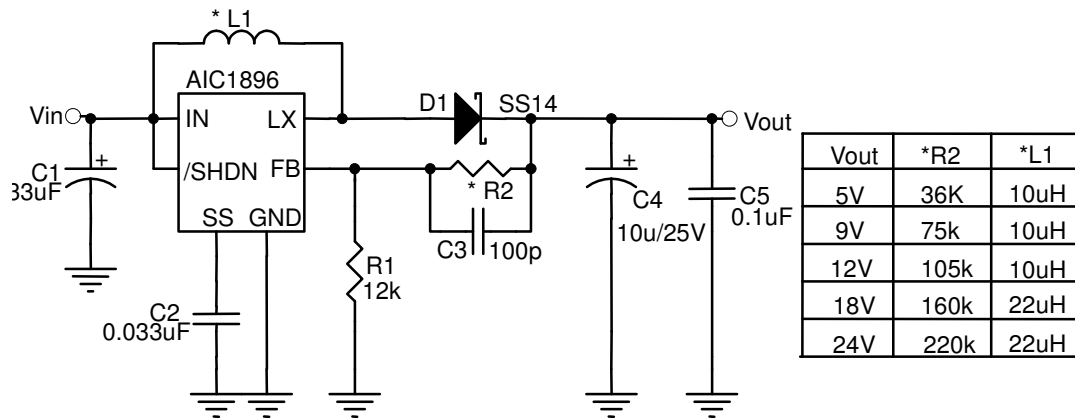 * L1
AIC1896
Vin
IN
LX
D1
SS14
Vout
C1
33uF
+
/SHDN
FB
* R2
SS
GND
C3
100p
+
C4
10u/25V
C5
0.1uF
R1
12k
C2
0.033uF
Vout *R2 *L1
5V 36K 10uH
9V 75k 10uH
12V 105k 10uH
18V 160k 22uH
24V 220k 22uH